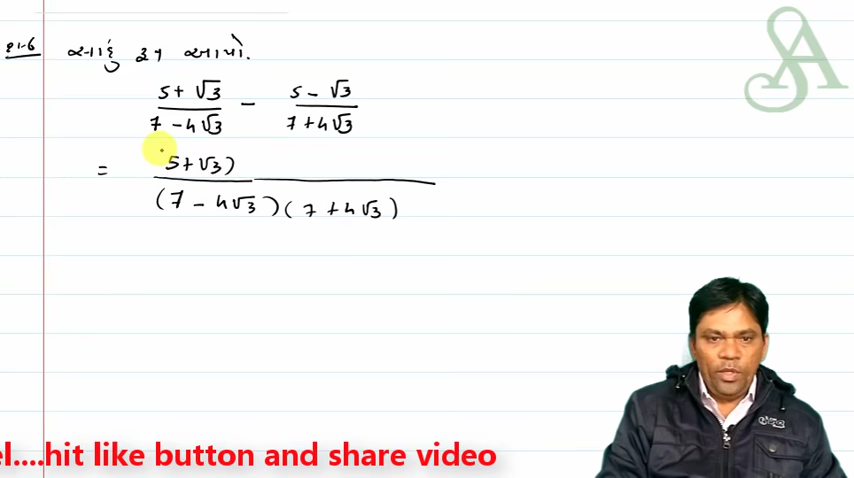 દા-6 સાદું રૂપ આપો.
5 + √3 / 7 - 4√3 - 5 - √3 / 7 + 4√3
= 5 + √3) / (7 - 4√3)(7 + 4√3)
el....hit like button and share video